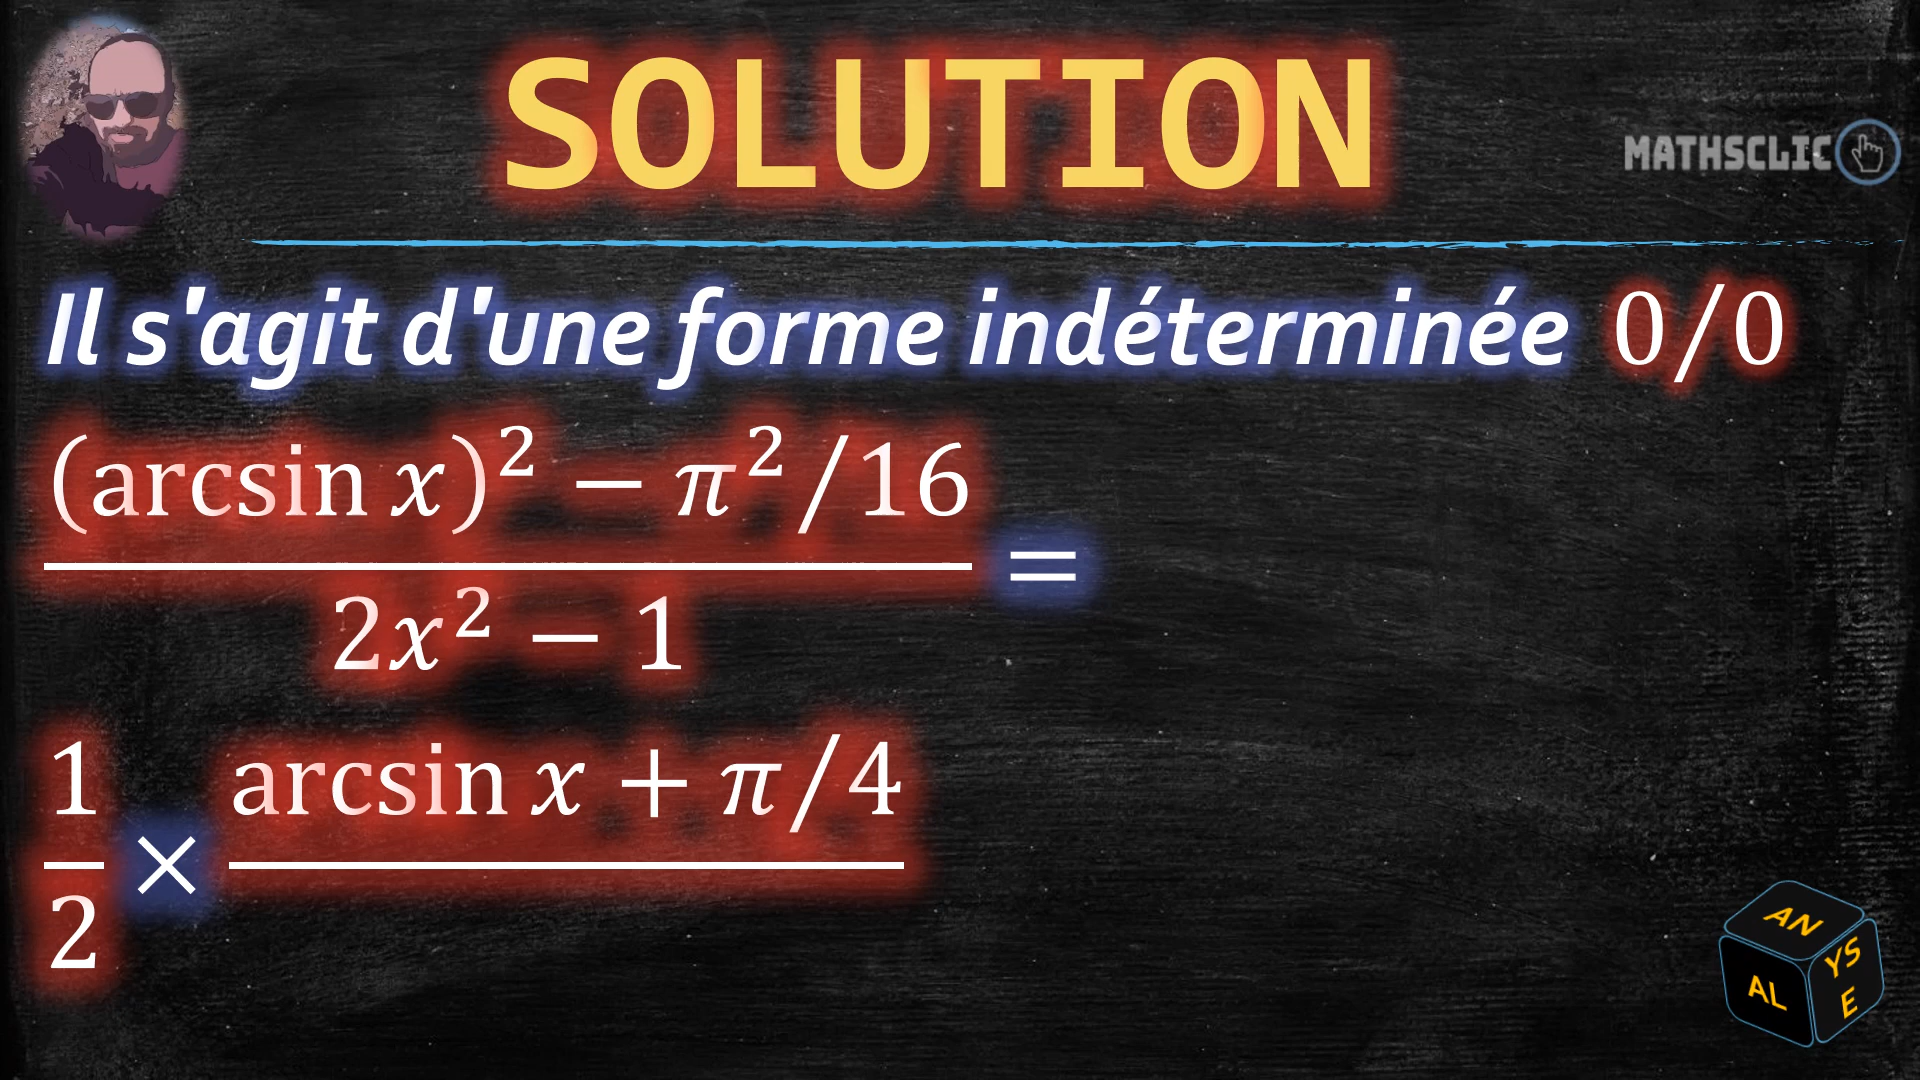 SOLUTION
MATHSCLIC
Il s'agit d'une forme indéterminée 0/0
(arcsin x)² − π²/16
=
2x² − 1
1
arcsin x + π/4
×
2
AN
AL
YS
E